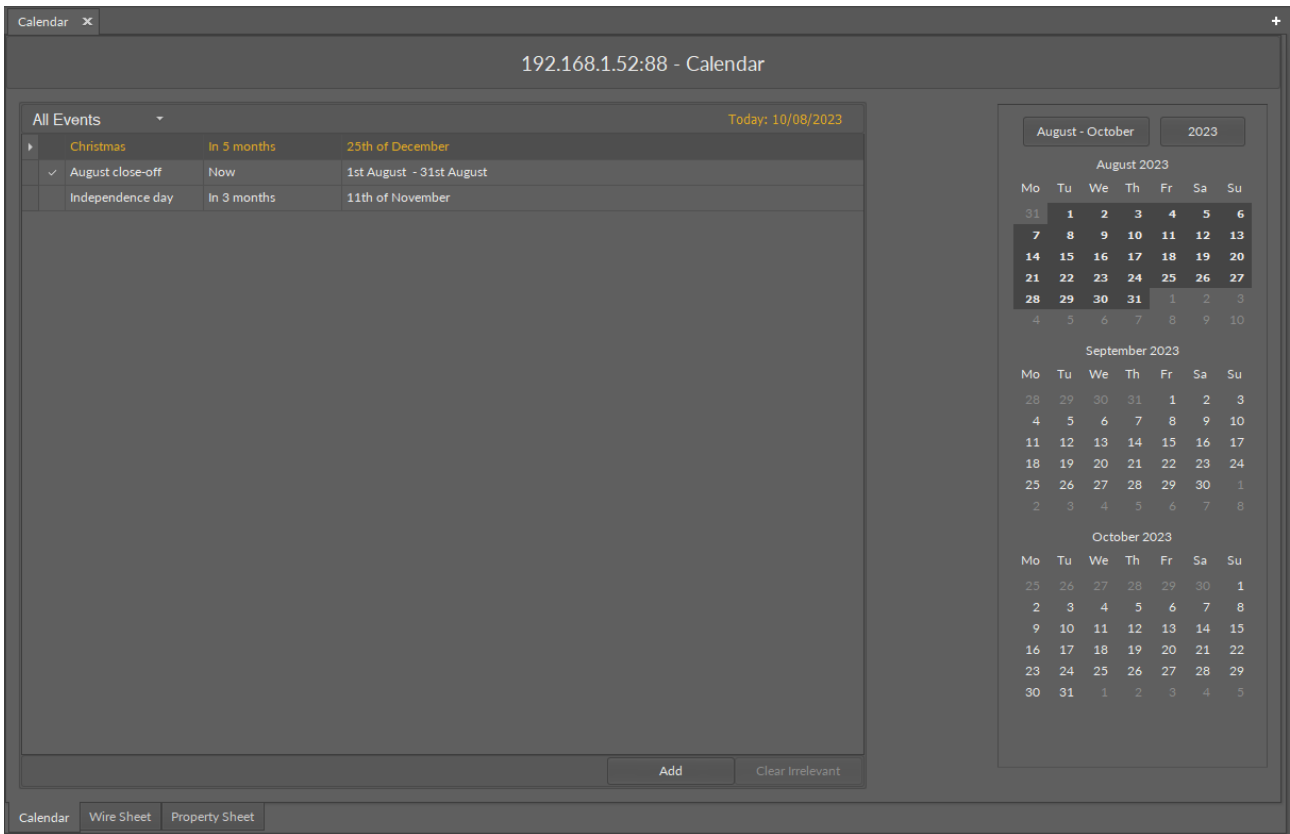 Calendar ×
+
192.168.1.52:88 - Calendar
All Events
Today: 10/08/2023
Christmas In 5 months 25th of December
August close-off Now 1st August - 31st August
Independence day In 3 months 11th of November
Add Clear Irrelevant
August - October 2023
August 2023
Mo Tu We Th Fr Sa Su
31 1 2 3 4 5 6
7 8 9 10 11 12 13
14 15 16 17 18 19 20
21 22 23 24 25 26 27
28 29 30 31 1 2 3
4 5 6 7 8 9 10
September 2023
Mo Tu We Th Fr Sa Su
28 29 30 31 1 2 3
4 5 6 7 8 9 10
11 12 13 14 15 16 17
18 19 20 21 22 23 24
25 26 27 28 29 30 1
2 3 4 5 6 7 8
October 2023
Mo Tu We Th Fr Sa Su
25 26 27 28 29 30 1
2 3 4 5 6 7 8
9 10 11 12 13 14 15
16 17 18 19 20 21 22
23 24 25 26 27 28 29
30 31 1 2 3 4 5
Calendar Wire Sheet Property Sheet